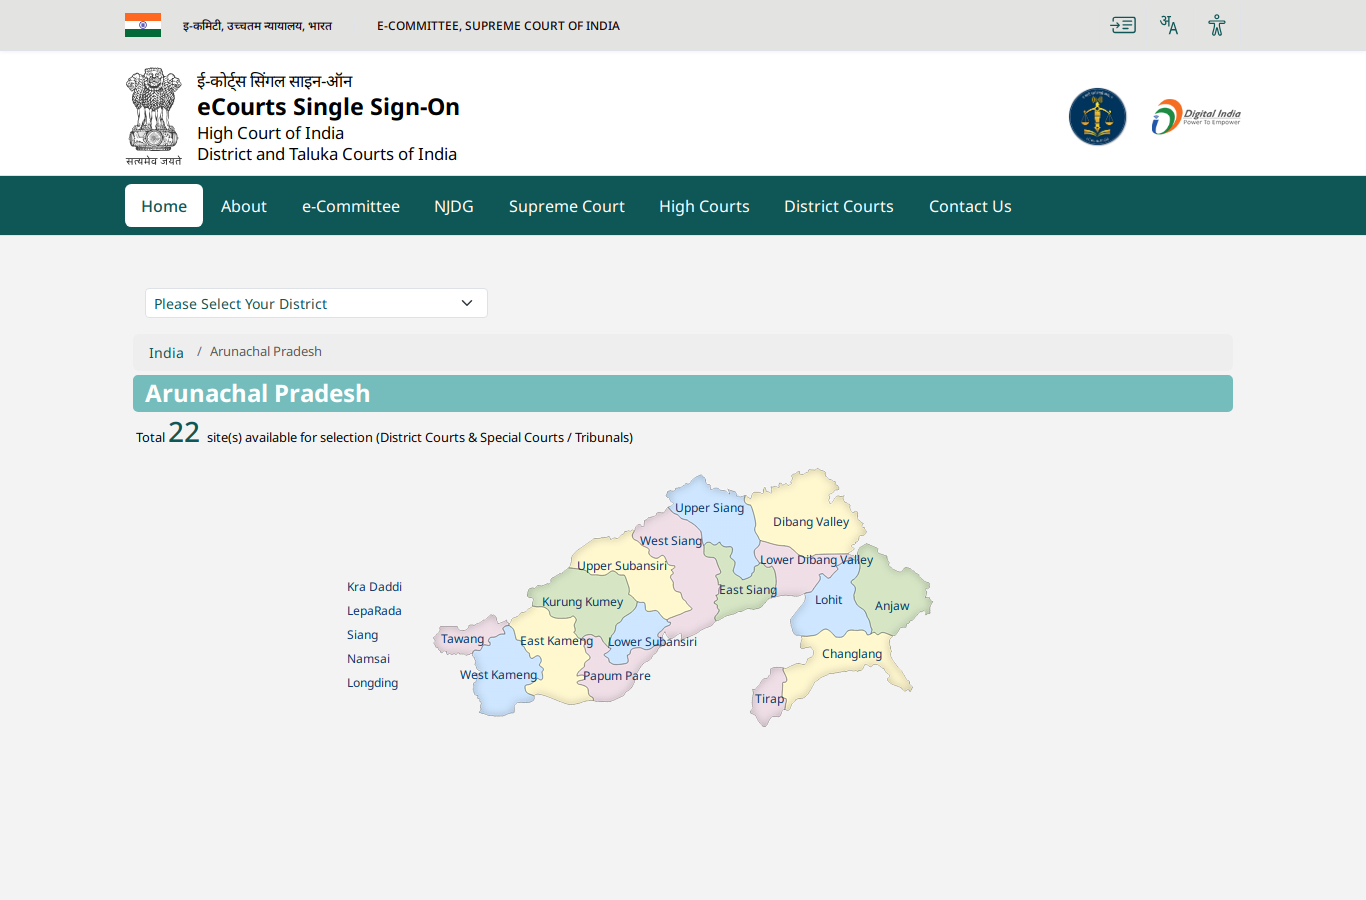 इ-कमिटी, उच्चतम न्यायालय, भारत
E-COMMITTEE, SUPREME COURT OF INDIA
सत्यमेव जयते
ई-कोर्ट्स सिंगल साइन-ऑन
eCourts Single Sign-On
High Court of India
District and Taluka Courts of India
Digital India
Power To Empower
Home
About
e-Committee
NJDG
Supreme Court
High Courts
District Courts
Contact Us
Please Select Your District
India / Arunachal Pradesh
Arunachal Pradesh
Total 22 site(s) available for selection (District Courts & Special Courts / Tribunals)
Upper Siang
Dibang Valley
West Siang
Lower Dibang Valley
Upper Subansiri
East Siang
Kurung Kumey
Lohit
Anjaw
Tawang
East Kameng
Lower Subansiri
Changlang
West Kameng
Papum Pare
Tirap
Kra Daddi
LepaRada
Siang
Namsai
Longding